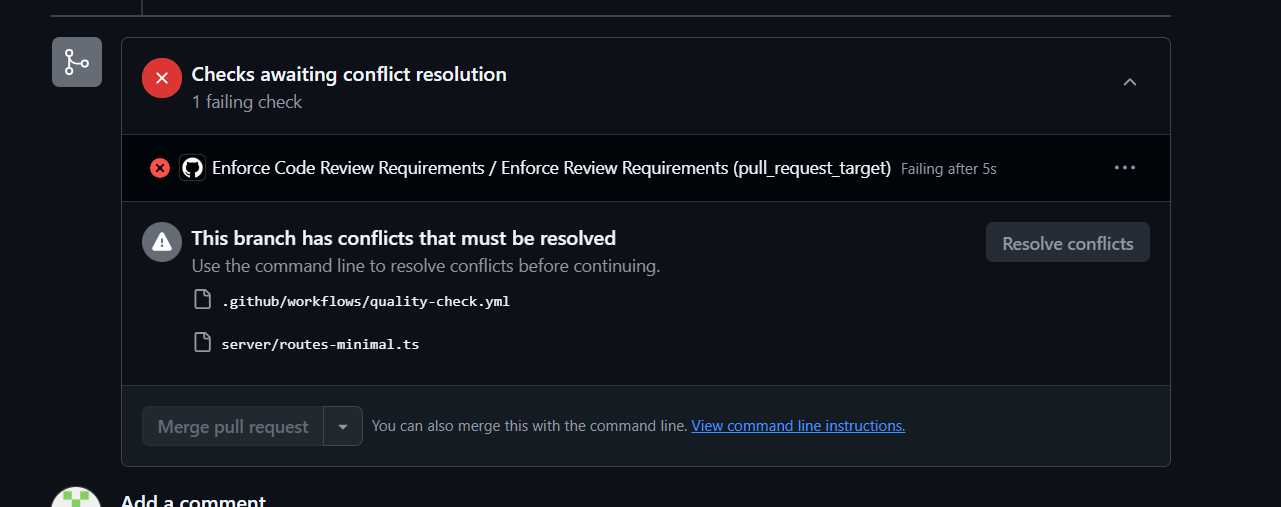 Checks awaiting conflict resolution
1 failing check
Enforce Code Review Requirements / Enforce Review Requirements (pull_request_target) Failing after 5s
This branch has conflicts that must be resolved
Resolve conflicts
Use the command line to resolve conflicts before continuing.
.github/workflows/quality-check.yml
server/routes-minimal.ts
Merge pull request
You can also merge this with the command line. View command line instructions.
Add a comment